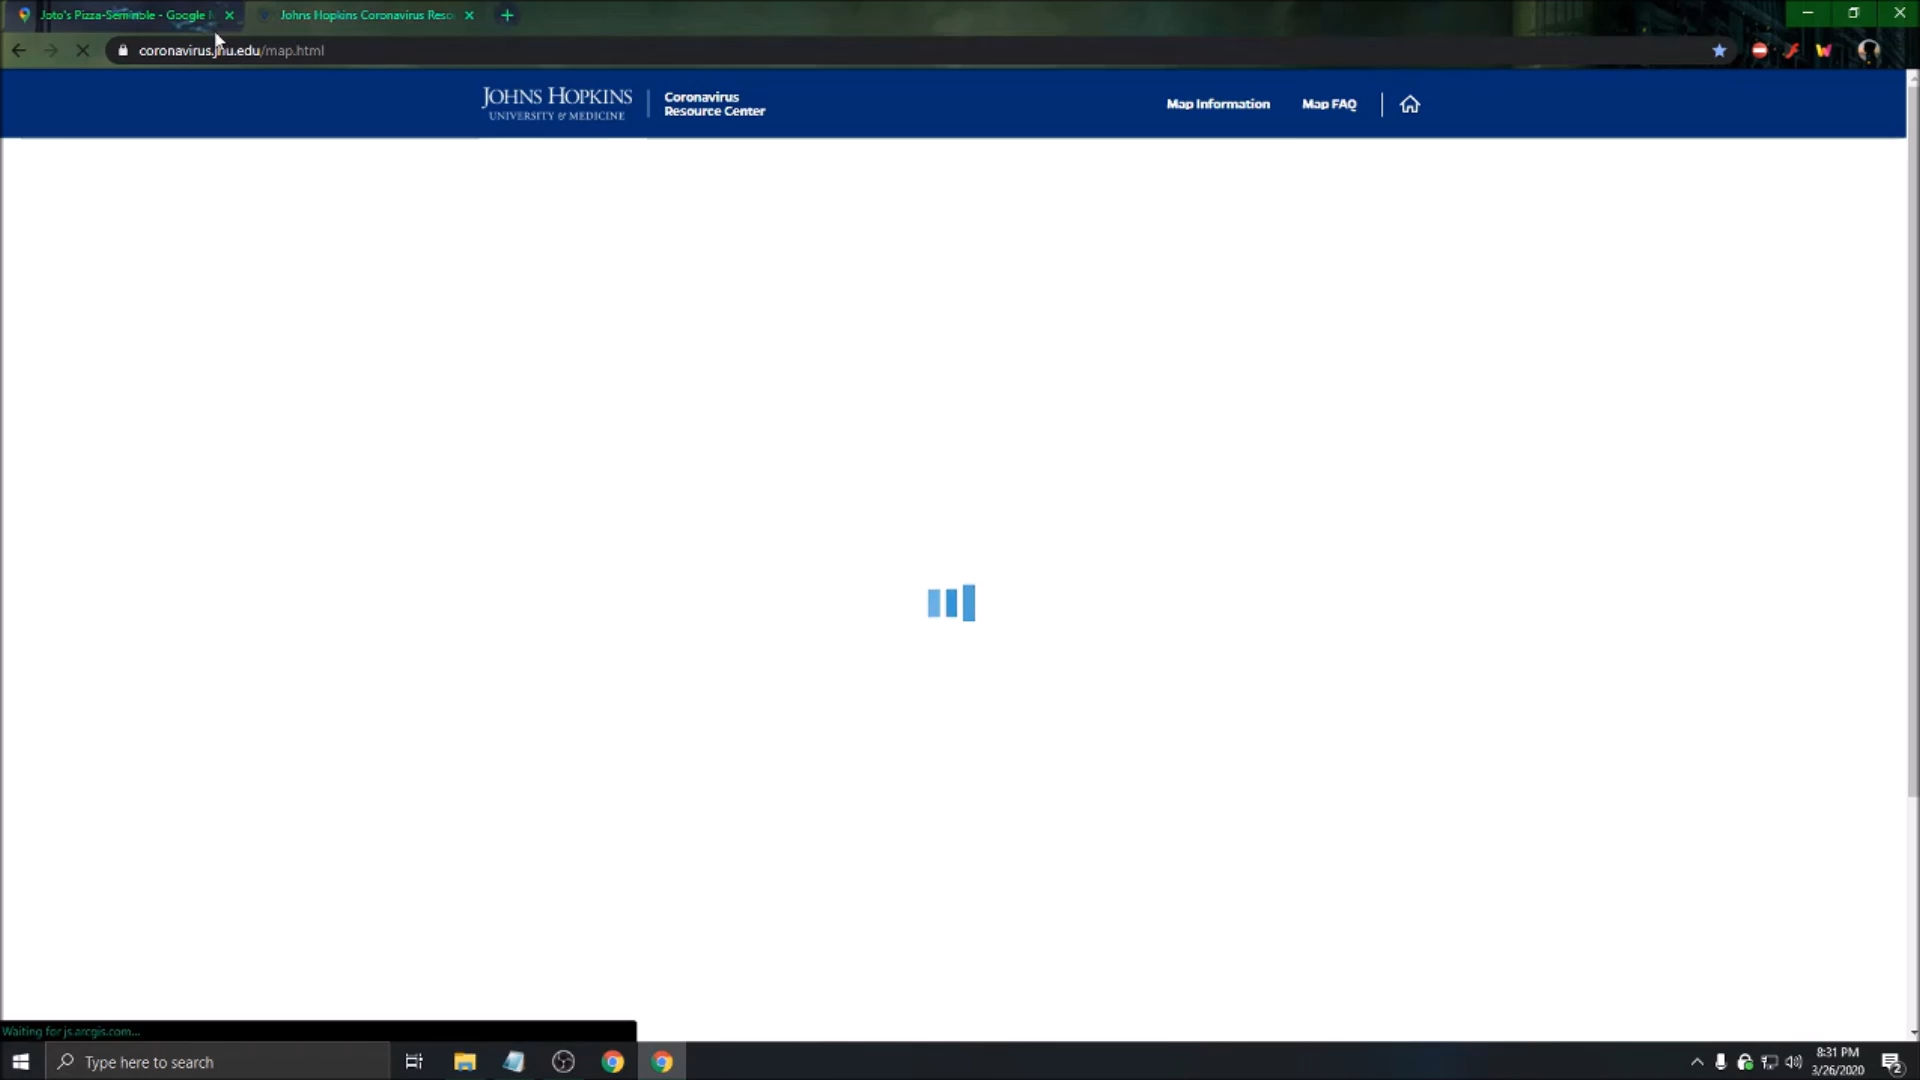 Joto's Pizza-Seminole - Google
Johns Hopkins Coronavirus Reso
coronavirus.jhu.edu/map.html
JOHNS HOPKINS
UNIVERSITY & MEDICINE
Coronavirus
Resource Center
Map Information
Map FAQ
Waiting for js.arcgis.com...
Type here to search
8:31 PM
3/26/2020
2